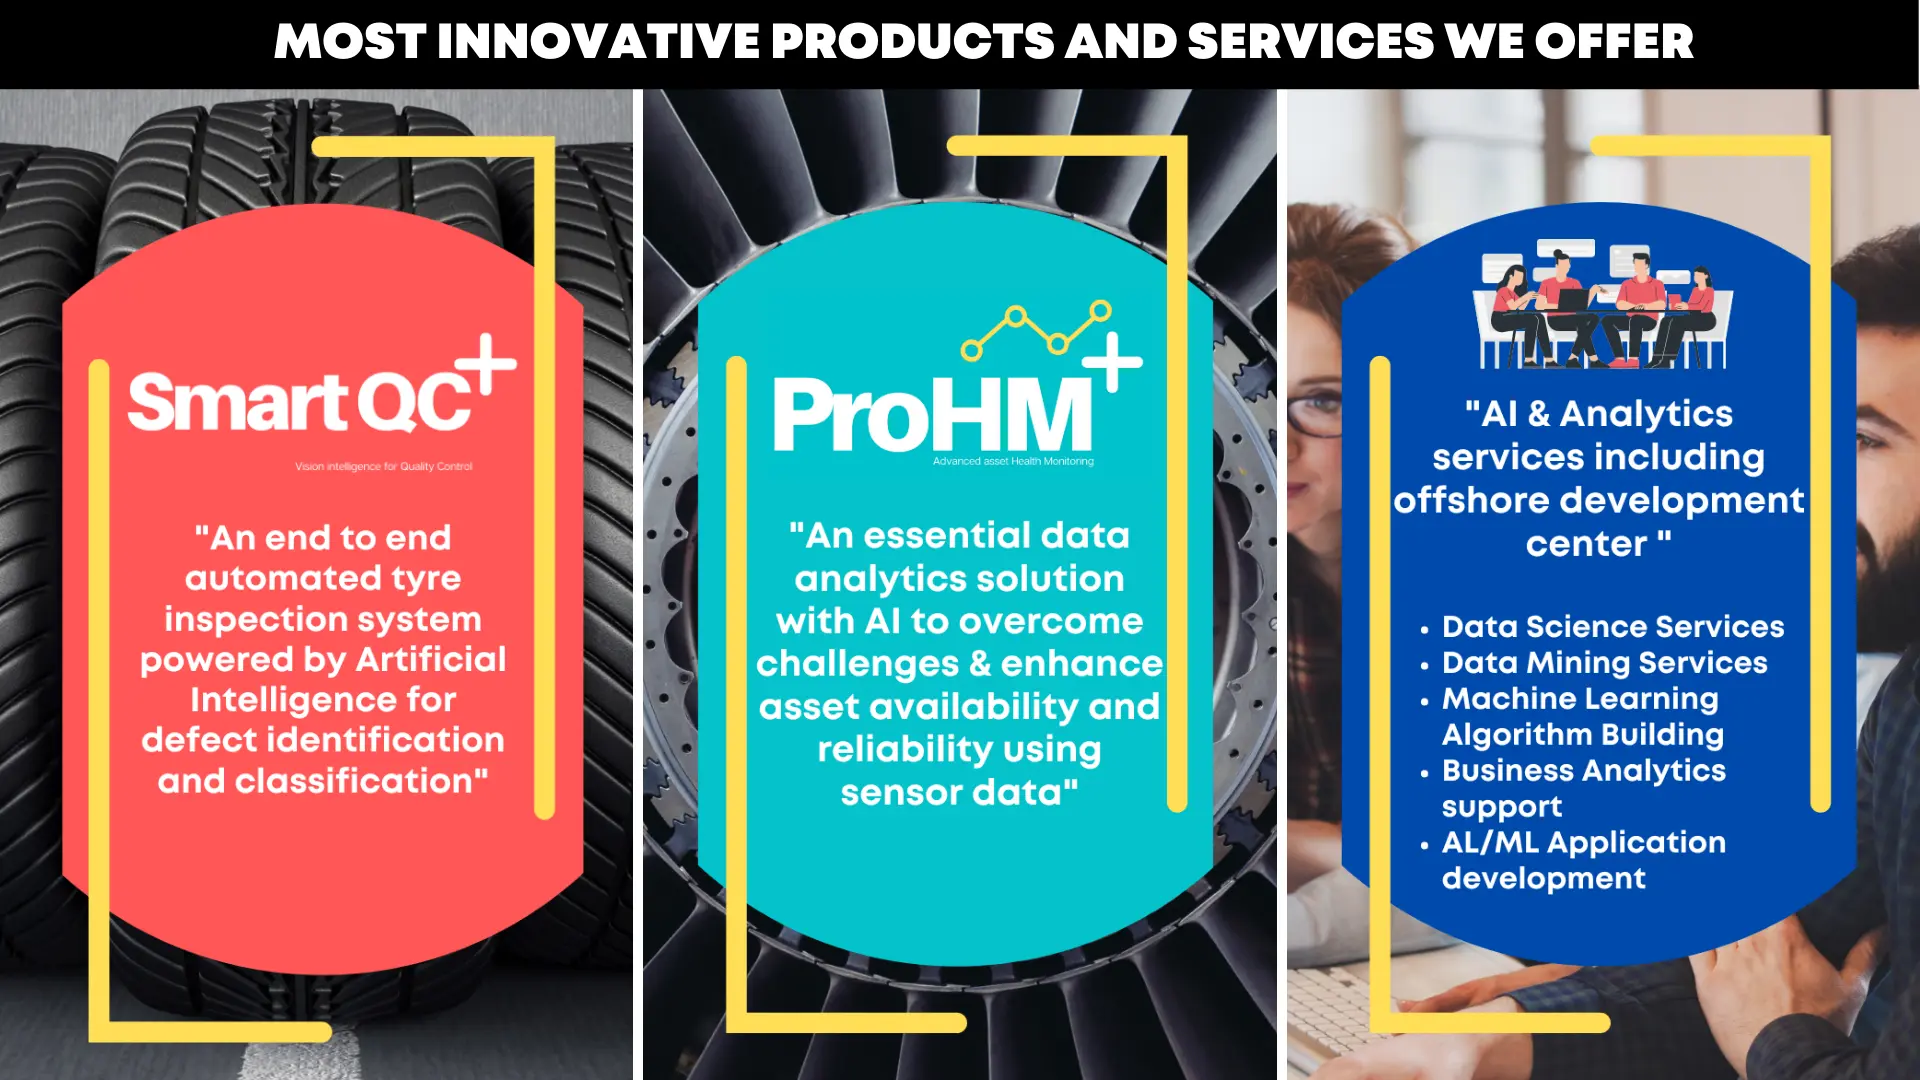 MOST INNOVATIVE PRODUCTS AND SERVICES WE OFFER
Smart QC+
Vision intelligence for Quality Control
"An end to end
automated tyre
inspection system
powered by Artificial
Intelligence for
defect identification
and classification"
ProHM+
Advanced asset Health Monitoring
"An essential data
analytics solution
with AI to overcome
challenges & enhance
asset availability and
reliability using
sensor data"
"AI & Analytics
services including
offshore development
center "
• Data Science Services
• Data Mining Services
• Machine Learning
Algorithm Building
• Business Analytics
support
• AL/ML Application
development